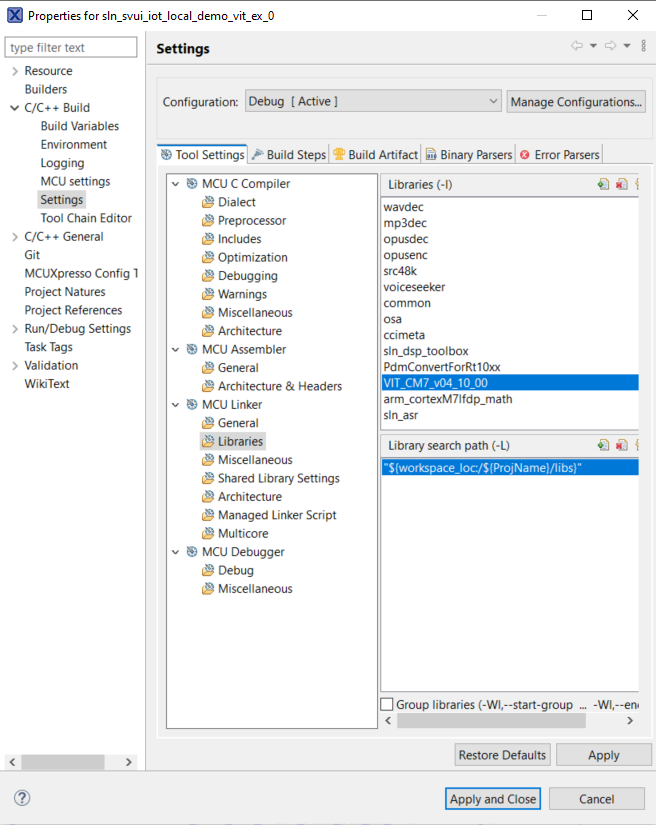 Properties for sln_svui_iot_local_demo_vit_ex_0
type filter text
Resource
Builders
C/C++ Build
Build Variables
Environment
Logging
MCU settings
Settings
Tool Chain Editor
C/C++ General
Git
MCUXpresso Config T
Project Natures
Project References
Run/Debug Settings
Task Tags
Validation
WikiText
Settings
Configuration:
Debug [ Active ]
Manage Configurations...
Tool Settings
Build Steps
Build Artifact
Binary Parsers
Error Parsers
MCU C Compiler
Dialect
Preprocessor
Includes
Optimization
Debugging
Warnings
Miscellaneous
Architecture
MCU Assembler
General
Architecture & Headers
MCU Linker
General
Libraries
Miscellaneous
Shared Library Settings
Architecture
Managed Linker Script
Multicore
MCU Debugger
Debug
Miscellaneous
Libraries (-l)
wavdec
mp3dec
opusdec
opusenc
src48k
voiceseeker
common
osa
ccimeta
sln_dsp_toolbox
PdmConvertForRt10xx
VIT_CM7_v04_10_00
arm_cortexM7lfdp_math
sln_asr
Library search path (-L)
"${workspace_loc:/${ProjName}/libs}"
Group libraries (-Wl,--start-group ... -Wl,--en
Restore Defaults
Apply
Apply and Close
Cancel